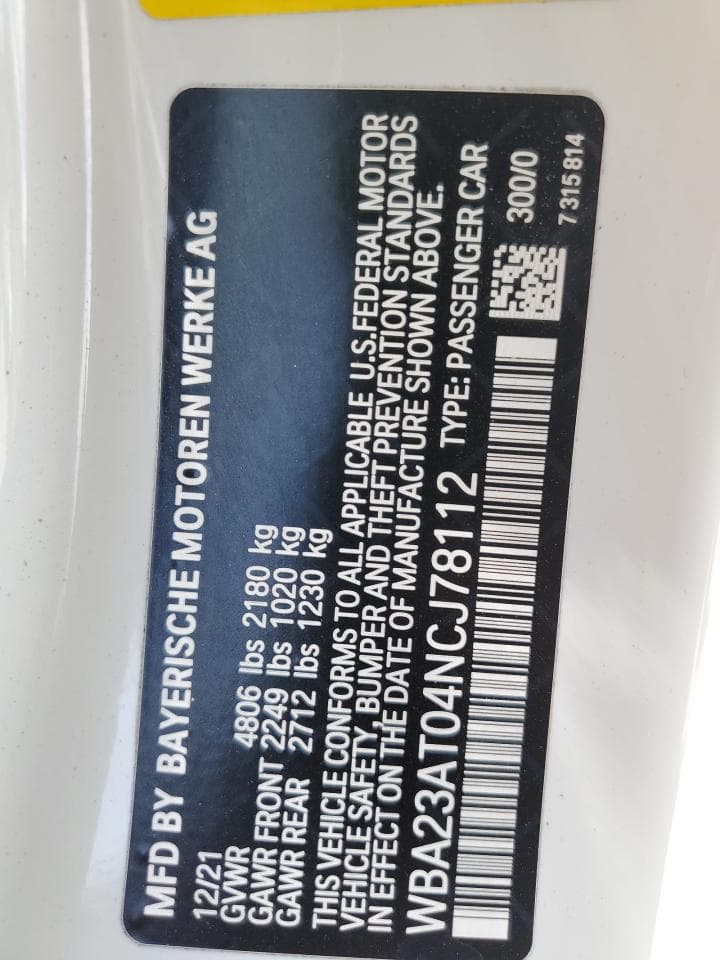 MFD BY BAYERISCHE MOTOREN WERKE AG
12/21
GVWR 4806 lbs 2180 kg
GAWR FRONT 2249 lbs 1020 kg
GAWR REAR 2712 lbs 1230 kg
THIS VEHICLE CONFORMS TO ALL APPLICABLE U.S.FEDERAL MOTOR
VEHICLE SAFETY, BUMPER AND THEFT PREVENTION STANDARDS
IN EFFECT ON THE DATE OF MANUFACTURE SHOWN ABOVE.
WBA23AT04NCJ78112 TYPE: PASSENGER CAR
300/0
7 315 814